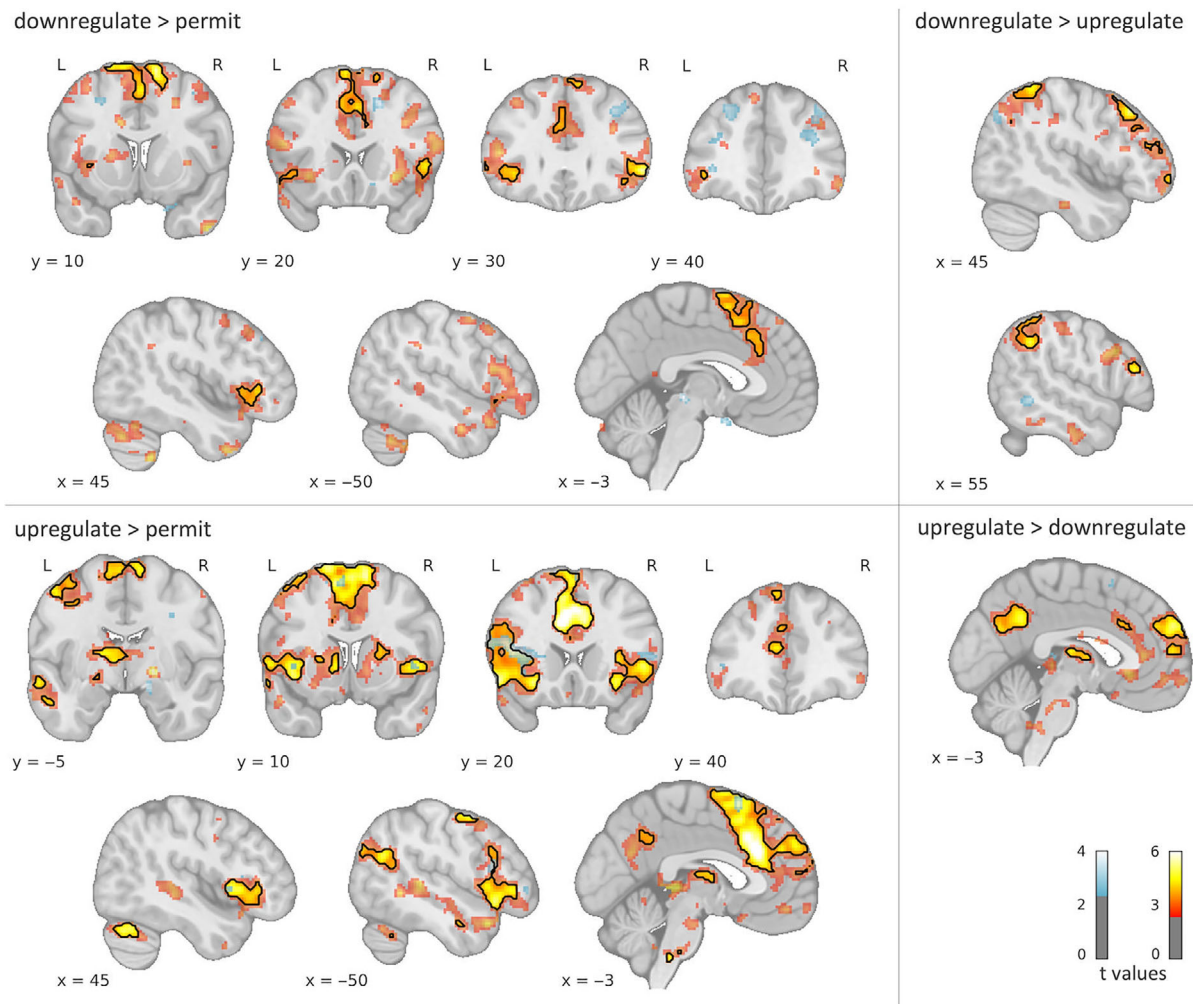 downregulate > permit
L R L R L R L R
y = 10 y = 20 y = 30 y = 40
x = 45 x = –50 x = –3
downregulate > upregulate
x = 45
x = 55
upregulate > permit
L R L R L R L R
y = –5 y = 10 y = 20 y = 40
x = 45 x = –50 x = –3
upregulate > downregulate
x = –3
4 6
2 3
0 0
t values